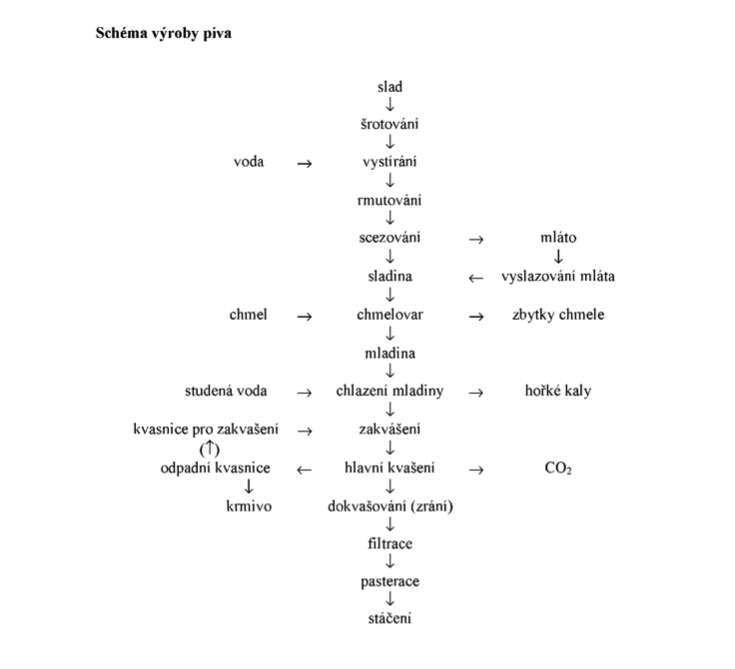 Schéma výroby piva
slad
↓
šrotování
↓
voda → vystírání
↓
rmutování
↓
scezování → mláto
↓ ↓
sladina ← vyslazování mláta
↓
chmel → chmelovar → zbytky chmele
↓
mladina
↓
studená voda → chlazení mladiny → hořké kaly
↓
kvasnice pro zakvašení → zakvášení
(↑) ↓
odpadní kvasnice ← hlavní kvašení → CO₂
↓ ↓
krmivo dokvašování (zrání)
↓
filtrace
↓
pasterace
↓
stáčení